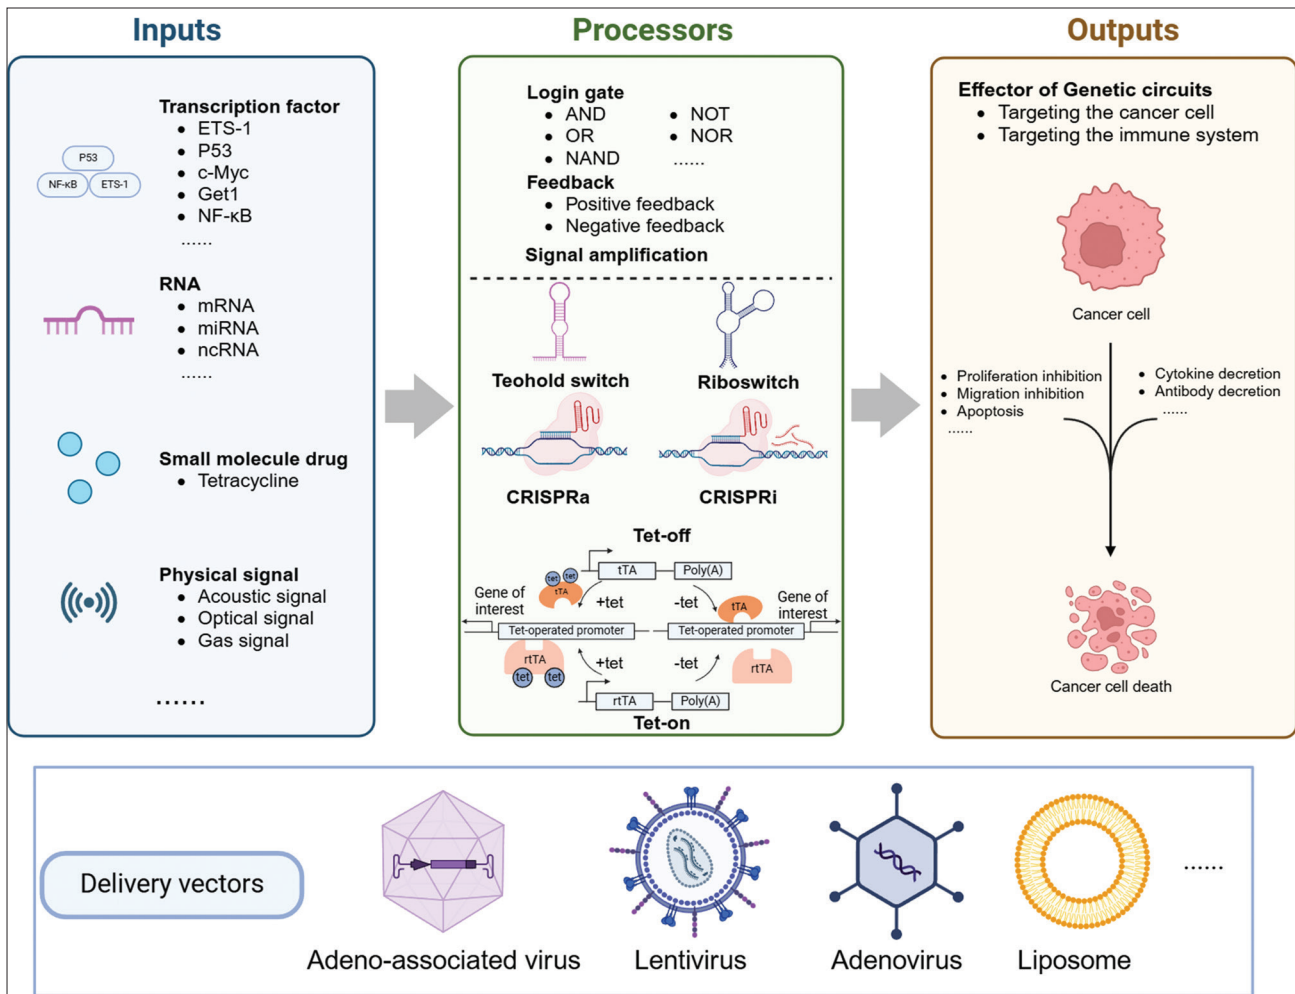 Inputs
Transcription factor
• ETS-1
• P53
• c-Myc
• Get1
• NF-κB
......
P53
NF-κB
ETS-1
RNA
• mRNA
• miRNA
• ncRNA
......
Small molecule drug
• Tetracycline
Physical signal
• Acoustic signal
• Optical signal
• Gas signal
......
Processors
Login gate
• AND
• OR
• NAND
• NOT
• NOR
......
Feedback
• Positive feedback
• Negative feedback
Signal amplification
Teohold switch
Riboswitch
CRISPRa
CRISPRi
Tet-off
tTA
Poly(A)
tet
tet
tTA
+tet
-tet
tTA
Gene of
interest
Gene of
interest
Tet-operated promoter
Tet-operated promoter
rtTA
tet
tet
+tet
-tet
rtTA
rtTA
Poly(A)
Tet-on
Outputs
Effector of Genetic circuits
• Targeting the cancer cell
• Targeting the immune system
Cancer cell
• Proliferation inhibition
• Migration inhibition
• Apoptosis
......
• Cytokine decretion
• Antibody decretion
......
Cancer cell death
Delivery vectors
Adeno-associated virus
Lentivirus
Adenovirus
Liposome
......